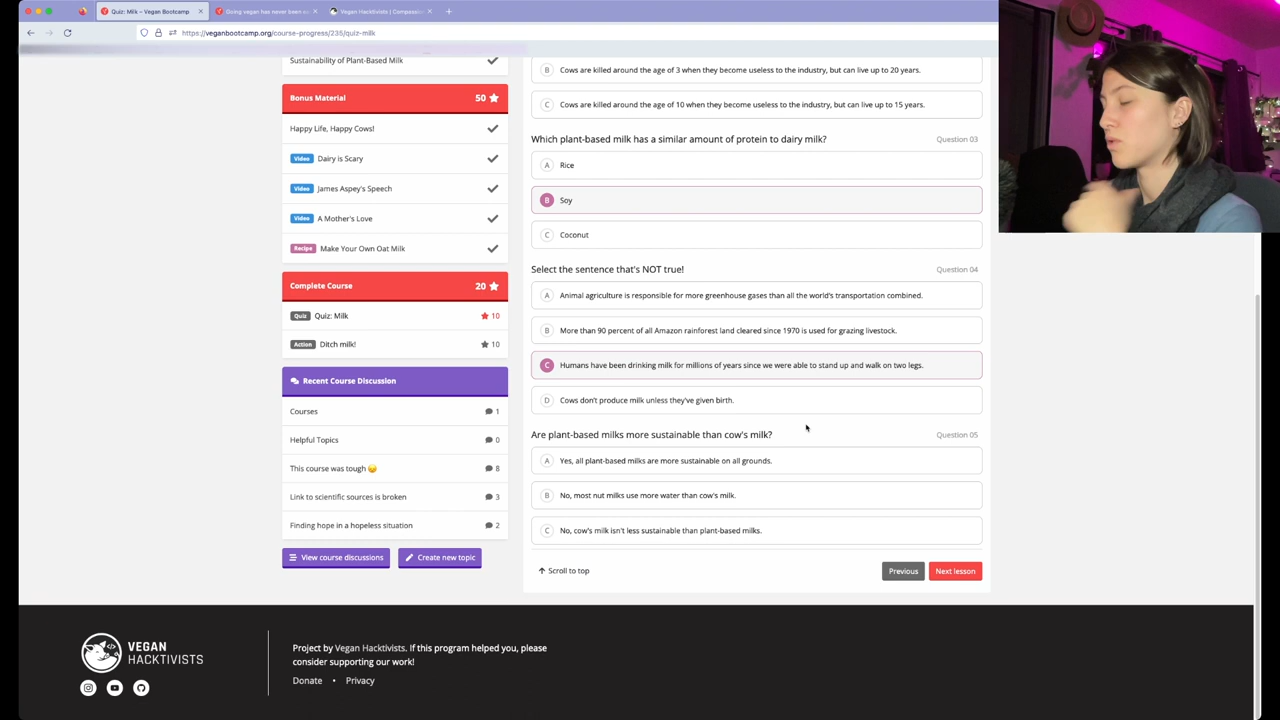 Quiz: Milk – Vegan Bootcamp
Going vegan has never been e
Vegan Hacktivists | Compassi
https://veganbootcamp.org/course-progress/235/quiz-milk
Sustainability of Plant-Based Milk
Bonus Material 50
Happy Life, Happy Cows!
Video Dairy is Scary
Video James Aspey's Speech
Video A Mother's Love
Recipe Make Your Own Oat Milk
Complete Course 20
Quiz Quiz: Milk 10
Action Ditch milk! 10
Recent Course Discussion
Courses 1
Helpful Topics 0
This course was tough 😔 8
Link to scientific sources is broken 3
Finding hope in a hopeless situation 2
View course discussions
Create new topic
B Cows are killed around the age of 3 when they become useless to the industry, but can live up to 20 years.
C Cows are killed around the age of 10 when they become useless to the industry, but can live up to 15 years.
Which plant-based milk has a similar amount of protein to dairy milk? Question 03
A Rice
B Soy
C Coconut
Select the sentence that's NOT true! Question 04
A Animal agriculture is responsible for more greenhouse gases than all the world's transportation combined.
B More than 90 percent of all Amazon rainforest land cleared since 1970 is used for grazing livestock.
C Humans have been drinking milk for millions of years since we were able to stand up and walk on two legs.
D Cows don't produce milk unless they've given birth.
Are plant-based milks more sustainable than cow's milk? Question 05
A Yes, all plant-based milks are more sustainable on all grounds.
B No, most nut milks use more water than cow's milk.
C No, cow's milk isn't less sustainable than plant-based milks.
Scroll to top
Previous
Next lesson
VEGAN
HACKTIVISTS
Project by Vegan Hacktivists. If this program helped you, please
consider supporting our work!
Donate • Privacy